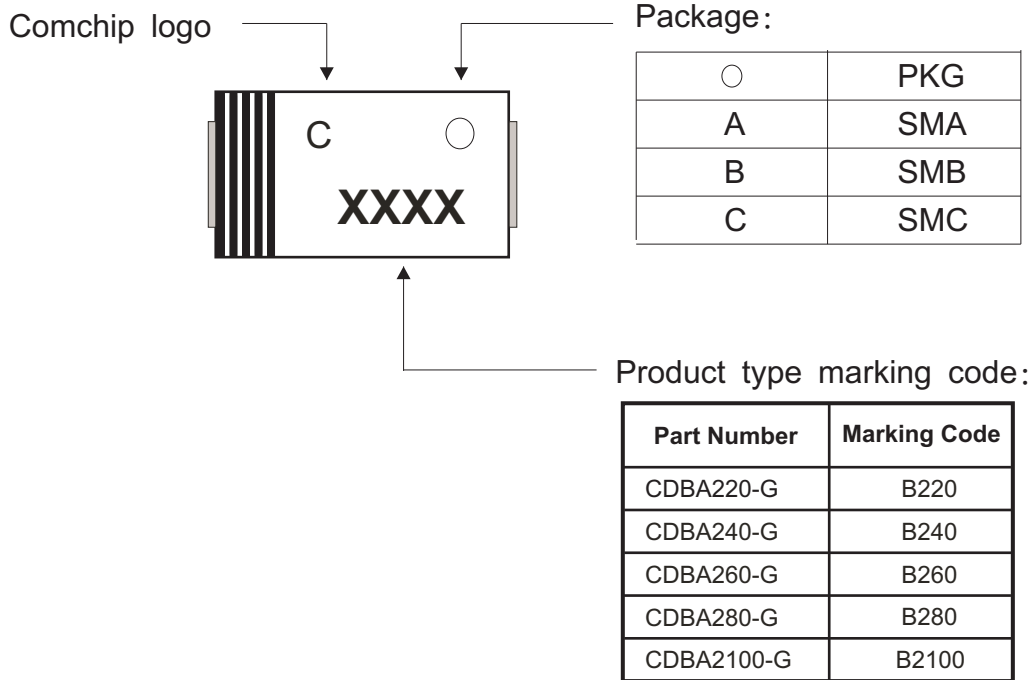 Comchip logo
C
XXXX
Package:
PKG
A SMA
B SMB
C SMC
Product type marking code:
Part Number Marking Code
CDBA220-G B220
CDBA240-G B240
CDBA260-G B260
CDBA280-G B280
CDBA2100-G B2100